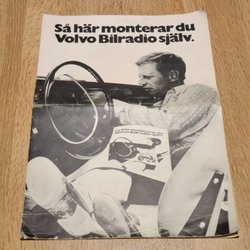 Så här monterar du
Volvo Bilradio själv.